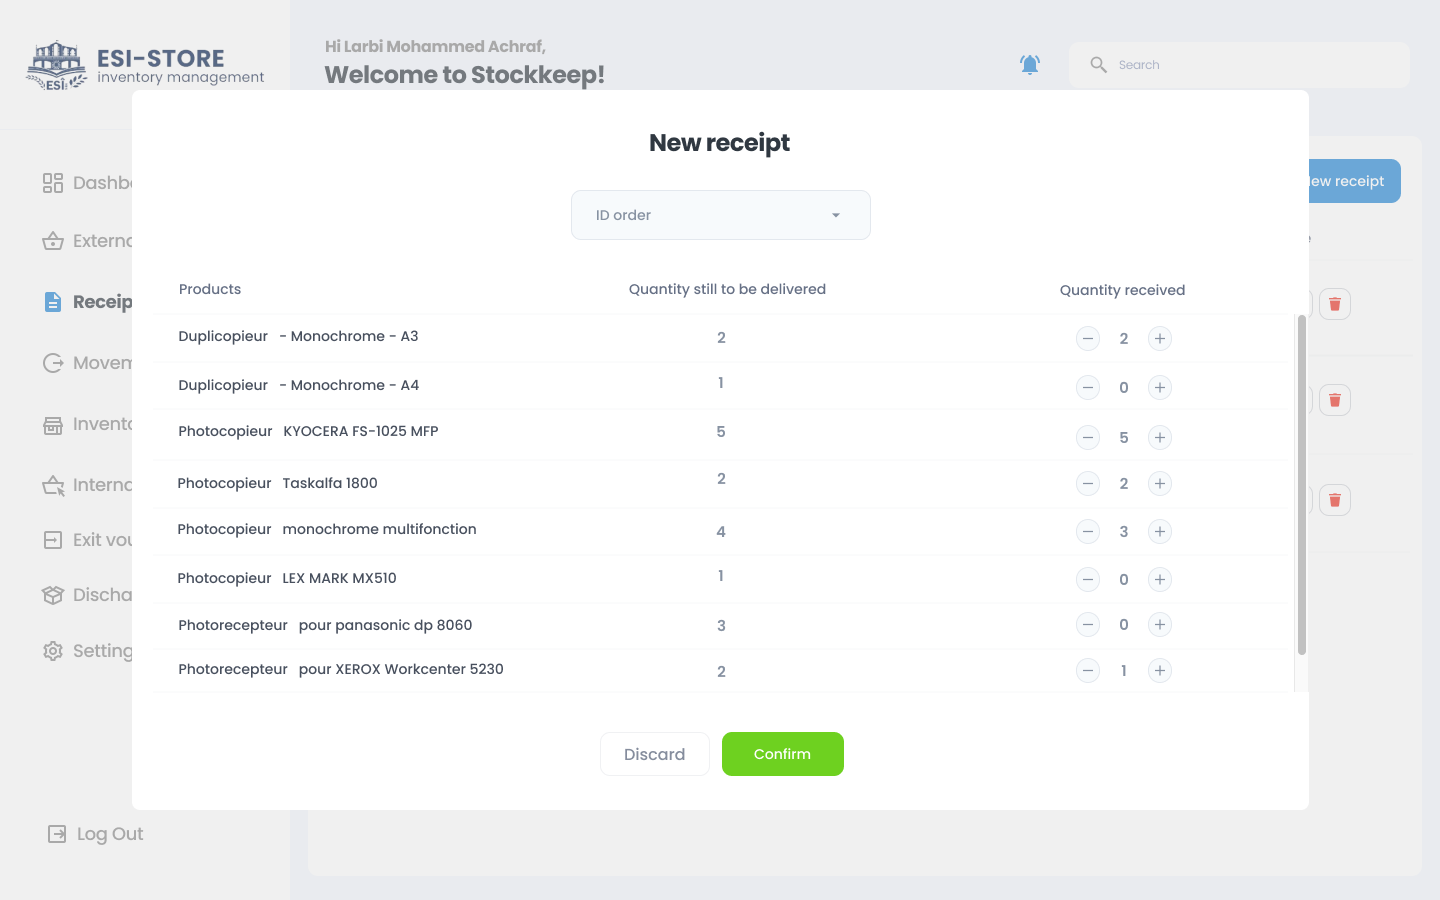 ESI-STORE
inventory management
ESI
Hi Larbi Mohammed Achraf,
Welcome to Stockkeep!
Search
New receipt
ID order
Products Quantity still to be delivered Quantity received
Duplicopieur - Monochrome - A3 2 − 2 +
Duplicopieur - Monochrome - A4 1 − 0 +
Photocopieur KYOCERA FS-1025 MFP 5 − 5 +
Photocopieur Taskalfa 1800 2 − 2 +
Photocopieur monochrome multifonction 4 − 3 +
Photocopieur LEX MARK MX510 1 − 0 +
Photorecepteur pour panasonic dp 8060 3 − 0 +
Photorecepteur pour XEROX Workcenter 5230 2 − 1 +
Discard
Confirm
Dashb
Externa
Receip
Movem
Invento
Interna
Exit vou
Discha
Setting
Log Out
ew receipt